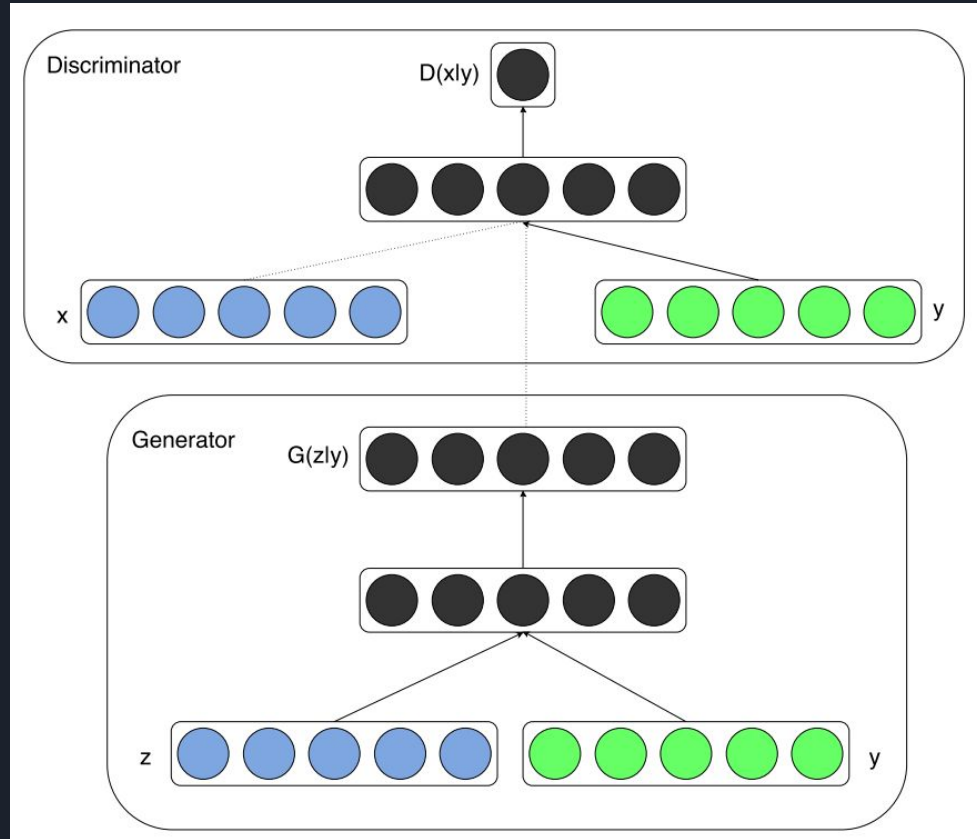 Discriminator
D(x|y)
x
y
Generator
G(z|y)
z
y